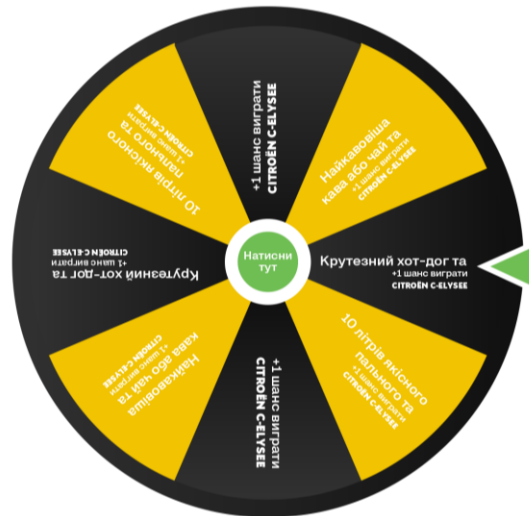 +1 шанс виграти
CITROËN C-ELYSEE
Найкавовіша
кава або чай та
+1 шанс виграти
CITROËN C-ELYSEE
Крутезний хот-дог та
+1 шанс виграти
CITROËN C-ELYSEE
10 літрів якісного
пального та
+1 шанс виграти
CITROËN C-ELYSEE
+1 шанс виграти
CITROËN C-ELYSEE
Найкавовіша
кава або чай та
+1 шанс виграти
CITROËN C-ELYSEE
Крутезний хот-дог та
+1 шанс виграти
CITROËN C-ELYSEE
10 літрів якісного
пального та
+1 шанс виграти
CITROËN C-ELYSEE
Натисни
тут